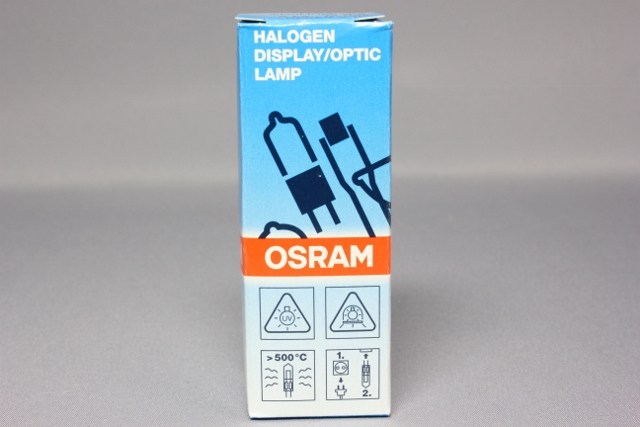 HALOGEN
DISPLAY/OPTIC
LAMP
OSRAM
UV
>500°C
1.
2.